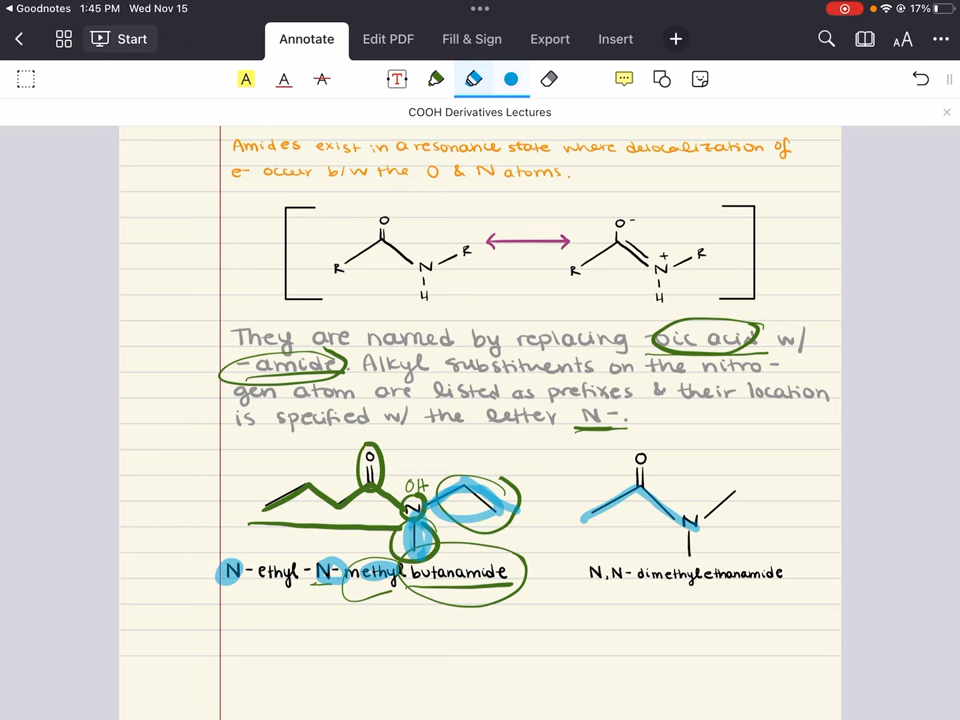 Goodnotes 1:45 PM Wed Nov 15 17%
Start Annotate Edit PDF Fill & Sign Export Insert
A A T AA
COOH Derivatives Lectures
Amides exist in a resonance state where delocalization of
e- occur b/w the O & N atoms.
O O-
R N R R N+ R
H H
They are named by replacing -oic acid w/
-amide. Alkyl substituents on the nitro-
gen atom are listed as prefixes & their location
is specified w/ the letter N-.
O O
OH
N N
N-ethyl-N-methylbutanamide N,N-dimethylethanamide